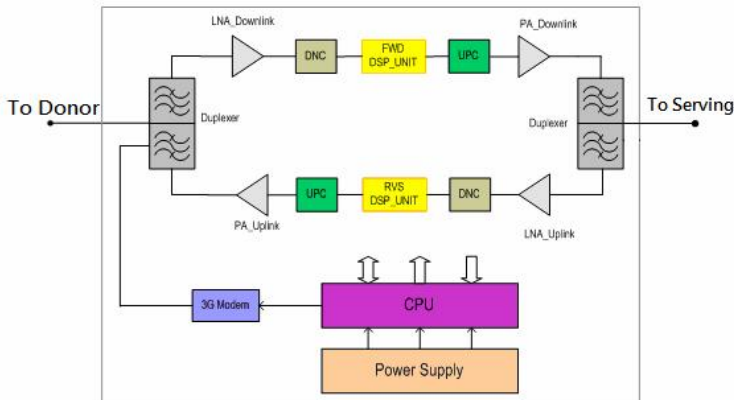 LNA_Downlink
PA_Downlink
DNC
FWD
DSP_UNIT
UPC
To Donor
Duplexer
Duplexer
To Serving
UPC
RVS
DSP_UNIT
DNC
PA_Uplink
LNA_Uplink
3G Modem
CPU
Power Supply